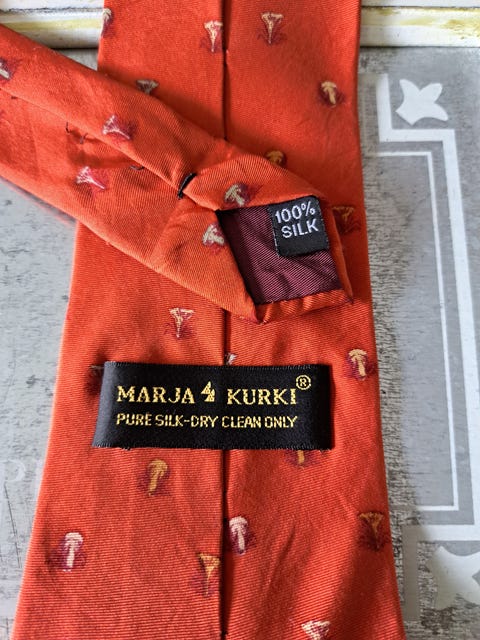 100%
SILK
MARJA KURKI®
PURE SILK-DRY CLEAN ONLY